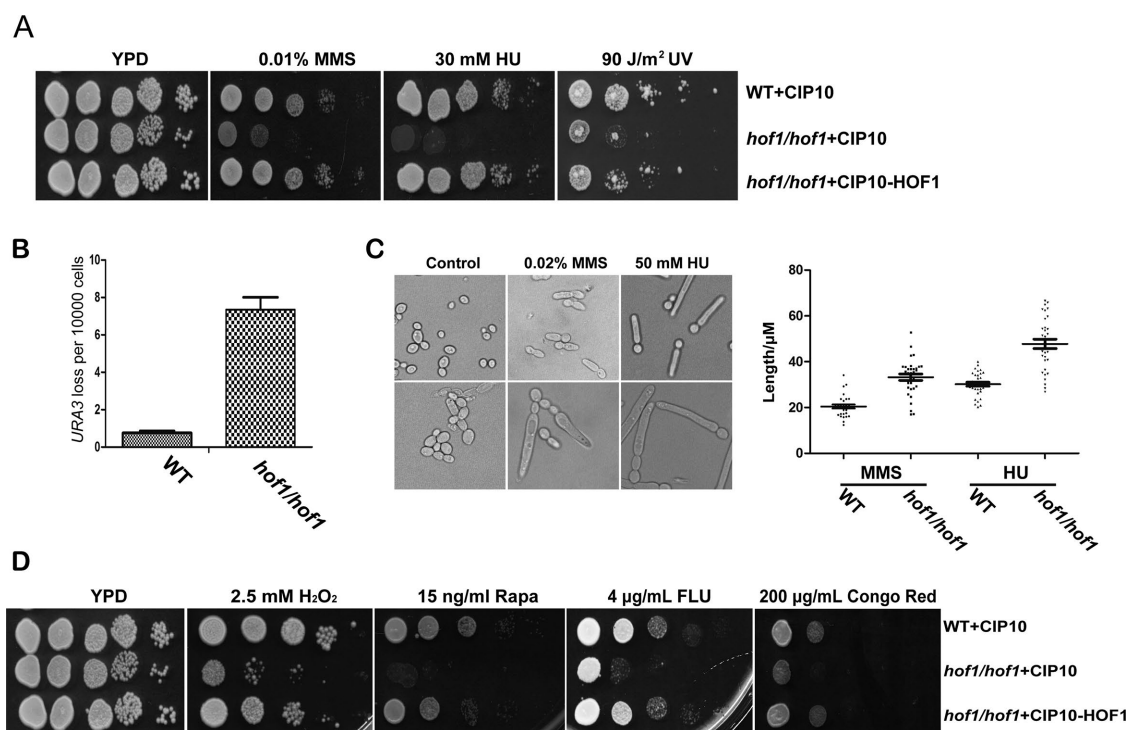 A
YPD 0.01% MMS 30 mM HU 90 J/m² UV
WT+CIP10
hof1/hof1+CIP10
hof1/hof1+CIP10-HOF1
B
URA3 loss per 10000 cells
10
8
6
4
2
0
WT hof1/hof1
C
Control 0.02% MMS 50 mM HU
Length/μM
80
60
40
20
0
MMS HU
WT hof1/hof1 WT hof1/hof1
D
YPD 2.5 mM H₂O₂ 15 ng/ml Rapa 4 μg/mL FLU 200 μg/mL Congo Red
WT+CIP10
hof1/hof1+CIP10
hof1/hof1+CIP10-HOF1